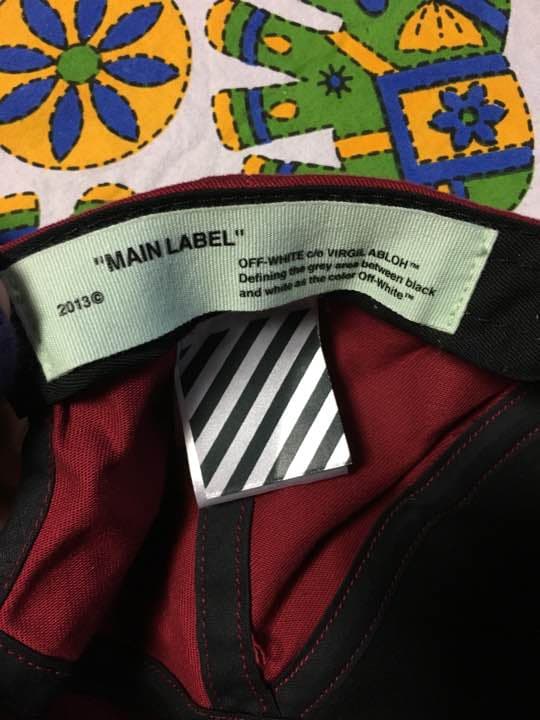 "MAIN LABEL"
2013©
OFF-WHITE c/o VIRGIL ABLOH™
Defining the grey area between black
and white as the color Off-White™